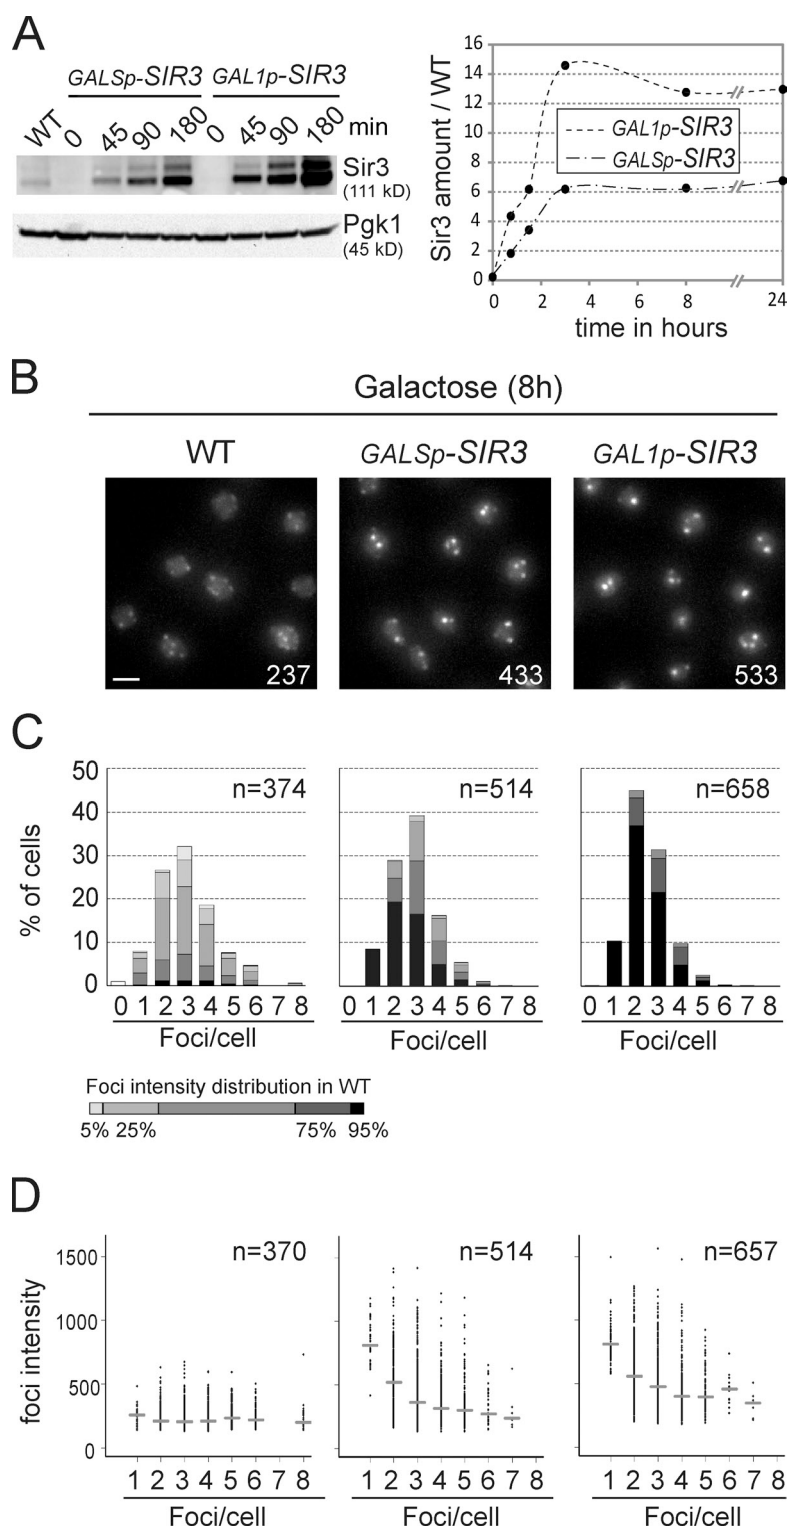 A
GALSp-SIR3 GAL1p-SIR3
WT 0 45 90 180 0 45 90 180 min
Sir3
(111 kD)
Pgk1
(45 kD)
Sir3 amount / WT
16
14
12
10
8
6
4
2
0
GAL1p-SIR3
GALSp-SIR3
0 2 4 6 8 24
time in hours
B
Galactose (8h)
WT GALSp-SIR3 GAL1p-SIR3
237 433 533
C
% of cells
50
40
30
20
10
0
n=374 n=514 n=658
0 1 2 3 4 5 6 7 8 0 1 2 3 4 5 6 7 8 0 1 2 3 4 5 6 7 8
Foci/cell Foci/cell Foci/cell
Foci intensity distribution in WT
5% 25% 75% 95%
D
foci intensity
1500
1000
500
0
n=370 n=514 n=657
1 2 3 4 5 6 7 8 1 2 3 4 5 6 7 8 1 2 3 4 5 6 7 8
Foci/cell Foci/cell Foci/cell